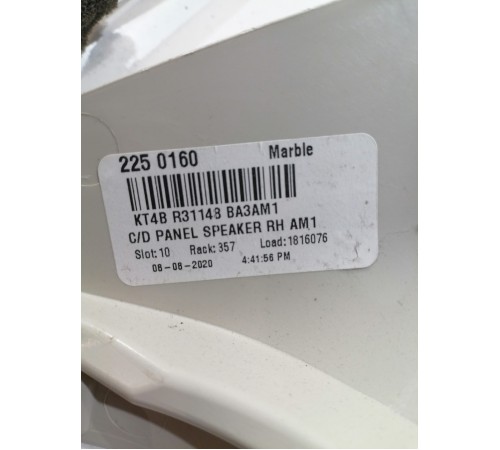 225 0160 Marble
KT4B R31148 BA3AM1
C/D PANEL SPEAKER RH AM1
Slot: 10 Rack: 357 Load: 1816076
08-08-2020 4:41:56 PM